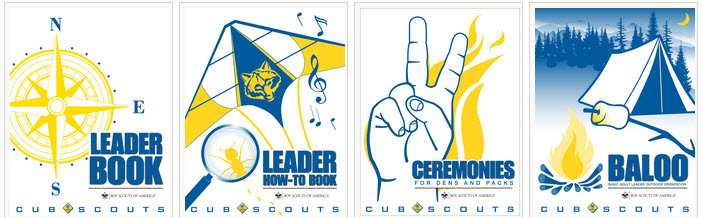 N
E
S
LEADER
BOOK
BOY SCOUTS OF AMERICA
CUB SCOUTS
LEADER
HOW-TO BOOK
BOY SCOUTS OF AMERICA
CUB SCOUTS
CEREMONIES
FOR DENS AND PACKS
BOY SCOUTS OF AMERICA
CUB SCOUTS
BALOO
BASIC ADULT LEADER OUTDOOR ORIENTATION
BOY SCOUTS OF AMERICA
CUB SCOUTS